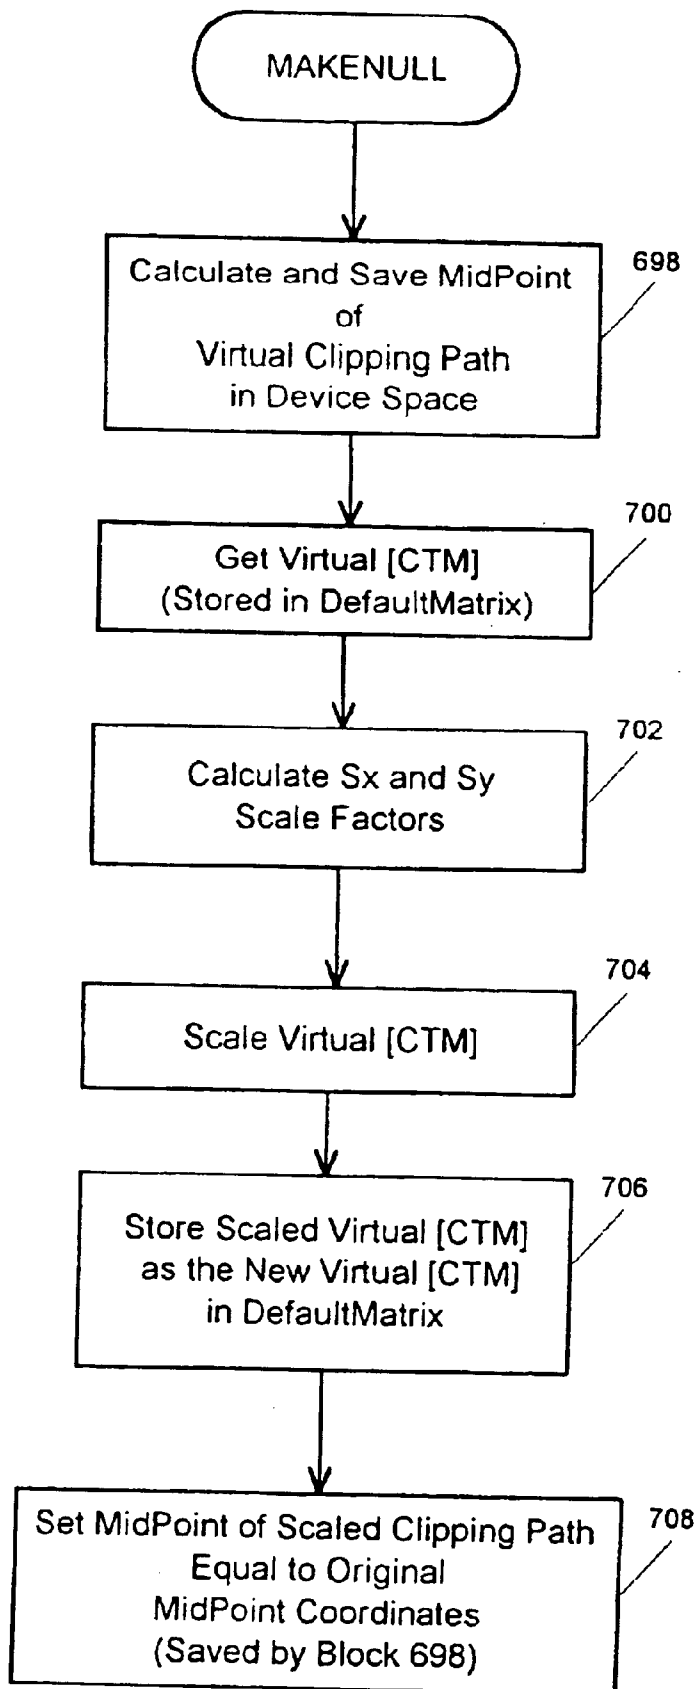 MAKENULL
698
Calculate and Save MidPoint
of
Virtual Clipping Path
in Device Space
700
Get Virtual [CTM]
(Stored in DefaultMatrix)
702
Calculate Sx and Sy
Scale Factors
704
Scale Virtual [CTM]
706
Store Scaled Virtual [CTM]
as the New Virtual [CTM]
in DefaultMatrix
708
Set MidPoint of Scaled Clipping Path
Equal to Original
MidPoint Coordinates
(Saved by Block 698)